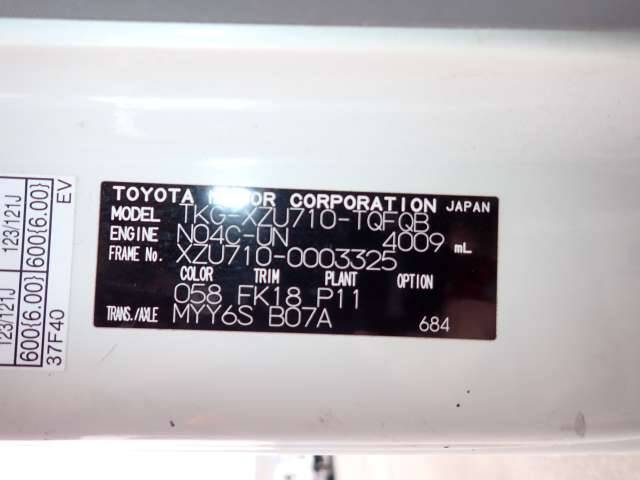 TOYOTA MOTOR CORPORATION JAPAN
MODEL TKG-XZU710-TQFQB
ENGINE N04C-UN 4009 mL
FRAME No. XZU710-0003325
COLOR TRIM PLANT OPTION
058 FK18 P11
TRANS./AXLE MYY6S B07A 684
123/121J 123/121J
600{6.00} 600{6.00}
37F40 EV